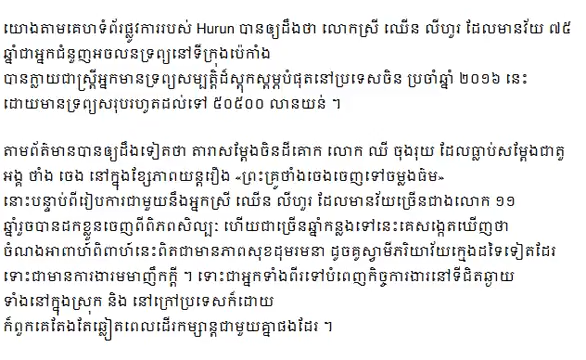 យោងតាមគេហទំព័រផ្លូវការរបស់ Hurun បានឲ្យដឹងថា លោកស្រី ឈើន លីហួរ ដែលមានវ័យ ៧៥
ឆ្នាំជាអ្នកជំនួញអចលនទ្រព្យនៅទីក្រុងប៉េកាំង
បានក្លាយជាស្ត្រីអ្នកមានទ្រព្យសម្បត្តិដ៏ស្តុកស្តម្ភបំផុតនៅប្រទេសចិន ប្រចាំឆ្នាំ ២០១៦ នេះ
ដោយមានទ្រព្យសរុបរហូតដល់ទៅ ៥០៥០០ លានយន់ ។
តាមព័ត៌មានបានឲ្យដឹងទៀតថា តារាសម្តែងចិនដីគោក លោក ឈី ចុងរុយ ដែលធ្លាប់សម្តែងជាតួ
អង្គ ថាំង ចេង នៅក្នុងខ្សែភាពយន្តរឿង «ព្រះគ្រូថាំងចេងចេញទៅចម្លងធិម»
នោះបន្ទាប់ពីរៀបការជាមួយនឹងអ្នកស្រី ឈើន លីហួរ ដែលមានវ័យច្រើនជាងលោក ១១
ឆ្នាំរួចបានដកខ្លួនចេញពីពិភពសិល្បៈ ហើយជាច្រើនឆ្នាំកន្លងទៅនេះគេសង្កេតឃើញថា
ចំណងអាពាហ៍ពិពាហ៍នេះពិតជាមានភាពសុខដុមរមនា ដូចគូស្វាមីភរិយាវ័យក្មេងដទៃទៀតដែរ
ទោះជាមានការងារមមាញឹកក្តី ។ ទោះជាអ្នកទាំងពីរទៅបំពេញកិច្ចការងារនៅទីជិតឆ្ងាយ
ទាំងនៅក្នុងស្រុក និង នៅក្រៅប្រទេសក៏ដោយ
ក៏ពួកគេតែងតែឆ្លៀតពេលដើរកម្សាន្តជាមួយគ្នាផងដែរ ។